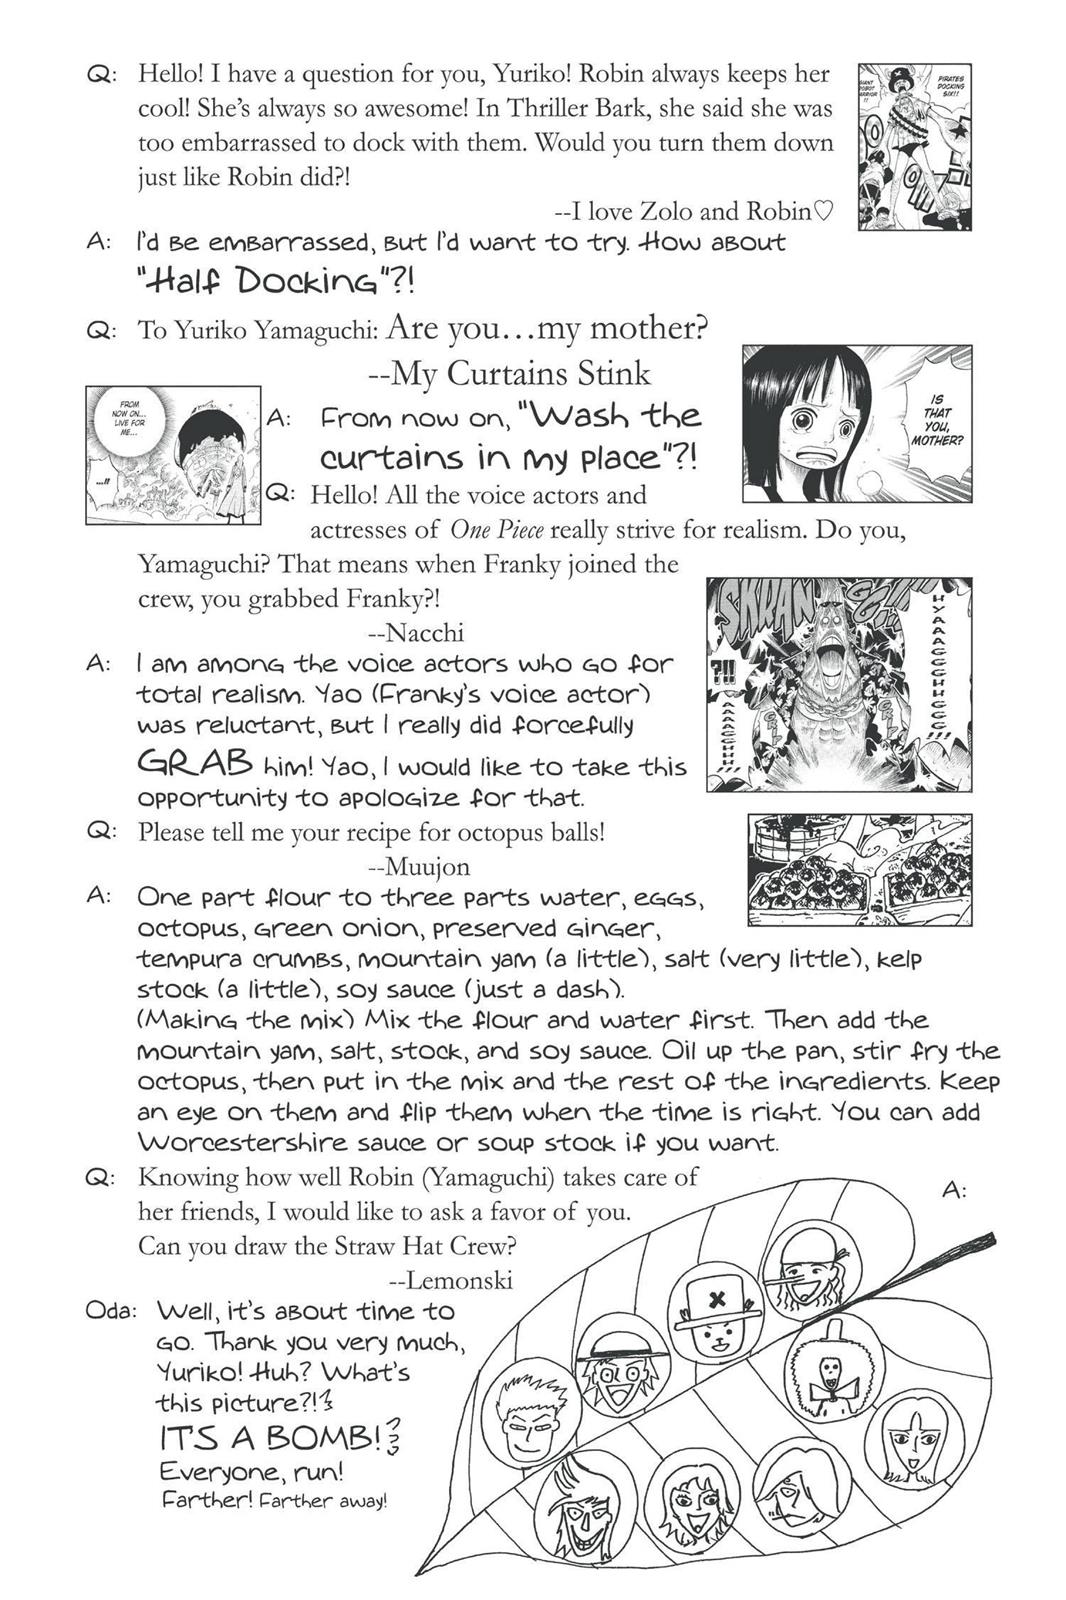 Q: Hello! I have a question for you, Yuriko! Robin always keeps her
cool! She's always so awesome! In Thriller Bark, she said she was
too embarrassed to dock with them. Would you turn them down
just like Robin did?!
--I love Zolo and Robin♡
GIANT ROBOT WARRIOR!!
PIRATES
DOCKING
SIX!!
A: I'd be embarrassed, but I'd want to try. How about
"Half Docking"?!
Q: To Yuriko Yamaguchi: Are you...my mother?
--My Curtains Stink
IS
THAT
YOU,
MOTHER?
FROM
NOW ON...
LIVE FOR
ME...
...!!
A: From now on, "Wash the
curtains in my place"?!
Q: Hello! All the voice actors and
actresses of One Piece really strive for realism. Do you,
Yamaguchi? That means when Franky joined the
crew, you grabbed Franky?!
--Nacchi
SKRAN
?!!
HYAAAGGHHGGG!!!
AAAAGGHH!!!
GRIP
GRIP
A: I am among the voice actors who go for
total realism. Yao (Franky's voice actor)
was reluctant, but I really did forcefully
GRAB him! Yao, I would like to take this
opportunity to apologize for that.
Q: Please tell me your recipe for octopus balls!
--Muujon
A: One part flour to three parts water, eggs,
octopus, green onion, preserved ginger,
tempura crumbs, mountain yam (a little), salt (very little), kelp
stock (a little), soy sauce (just a dash).
(Making the mix) Mix the flour and water first. Then add the
mountain yam, salt, stock, and soy sauce. Oil up the pan, stir fry the
octopus, then put in the mix and the rest of the ingredients. Keep
an eye on them and flip them when the time is right. You can add
Worcestershire sauce or soup stock if you want.
Q: Knowing how well Robin (Yamaguchi) takes care of
her friends, I would like to ask a favor of you.
Can you draw the Straw Hat Crew?
--Lemonski
A:
Oda: Well, it's about time to
go. Thank you very much,
Yuriko! Huh? What's
this picture?!
IT'S A BOMB!
Everyone, run!
Farther! Farther away!